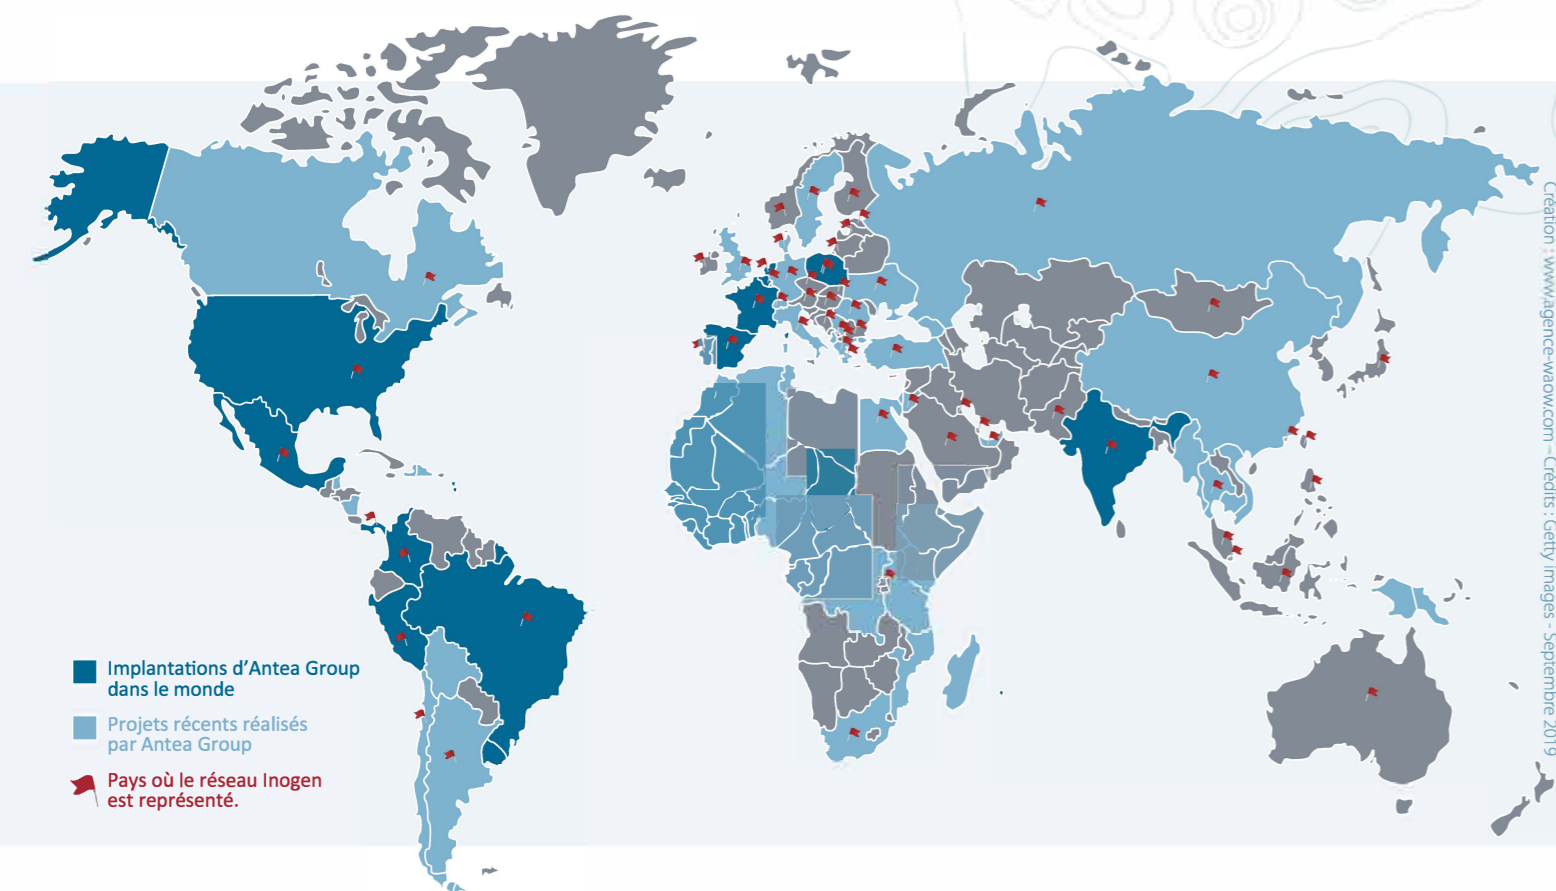 Implantations d’Antea Group
dans le monde
Projets récents réalisés
par Antea Group
Pays où le réseau Inogen
est représenté.
Création : www.agence-waow.com – Crédits : Getty images - Septembre 2019